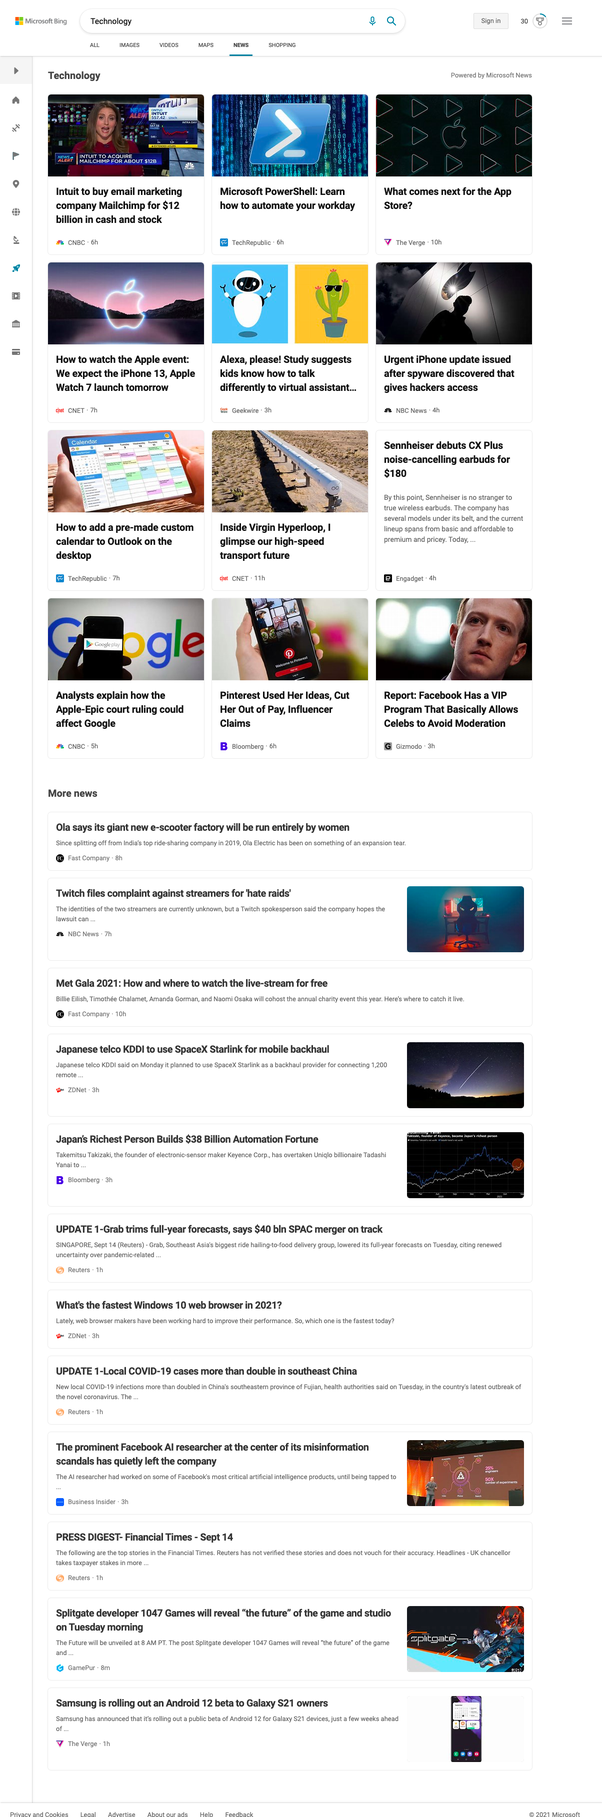 Microsoft Bing
Technology
Sign in
30
ALL
IMAGES
VIDEOS
MAPS
NEWS
SHOPPING
Technology
Powered by Microsoft News
INTUIT TO ACQUIRE
MAILCHIMP FOR ABOUT $12B
Intuit to buy email marketing
company Mailchimp for $12
billion in cash and stock
CNBC · 6h
Microsoft PowerShell: Learn
how to automate your workday
TechRepublic · 6h
What comes next for the App
Store?
The Verge · 10h
How to watch the Apple event:
We expect the iPhone 13, Apple
Watch 7 launch tomorrow
CNET · 7h
Alexa, please! Study suggests
kids know how to talk
differently to virtual assistant...
Geekwire · 3h
Urgent iPhone update issued
after spyware discovered that
gives hackers access
NBC News · 4h
Calendar
How to add a pre-made custom
calendar to Outlook on the
desktop
TechRepublic · 7h
Inside Virgin Hyperloop, I
glimpse our high-speed
transport future
CNET · 11h
Sennheiser debuts CX Plus
noise-cancelling earbuds for
$180
By this point, Sennheiser is no stranger to
true wireless earbuds. The company has
several models under its belt, and the current
lineup spans from basic and affordable to
premium and pricey. Today, ...
Engadget · 4h
Google play
Analysts explain how the
Apple-Epic court ruling could
affect Google
CNBC · 5h
Pinterest Used Her Ideas, Cut
Her Out of Pay, Influencer
Claims
Bloomberg · 6h
Report: Facebook Has a VIP
Program That Basically Allows
Celebs to Avoid Moderation
Gizmodo · 3h
More news
Ola says its giant new e-scooter factory will be run entirely by women
Since splitting off from India's top ride-sharing company in 2019, Ola Electric has been on something of an expansion tear.
Fast Company · 8h
Twitch files complaint against streamers for 'hate raids'
The identities of the two streamers are currently unknown, but a Twitch spokesperson said the company hopes the
lawsuit can ...
NBC News · 7h
Met Gala 2021: How and where to watch the live-stream for free
Billie Eilish, Timothée Chalamet, Amanda Gorman, and Naomi Osaka will cohost the annual charity event this year. Here's where to catch it live.
Fast Company · 10h
Japanese telco KDDI to use SpaceX Starlink for mobile backhaul
Japanese telco KDDI said on Monday it planned to use SpaceX Starlink as a backhaul provider for connecting 1,200
remote ...
ZDNet · 3h
Japan's Richest Person Builds $38 Billion Automation Fortune
Takemitsu Takizaki, the founder of electronic-sensor maker Keyence Corp., has overtaken Uniqlo billionaire Tadashi
Yanai to ...
Bloomberg · 3h
UPDATE 1-Grab trims full-year forecasts, says $40 bln SPAC merger on track
SINGAPORE, Sept 14 (Reuters) - Grab, Southeast Asia's biggest ride hailing-to-food delivery group, lowered its full-year forecasts on Tuesday, citing renewed
uncertainty over pandemic-related ...
Reuters · 1h
What's the fastest Windows 10 web browser in 2021?
Lately, web browser makers have been working hard to improve their performance. So, which one is the fastest today?
ZDNet · 3h
UPDATE 1-Local COVID-19 cases more than double in southeast China
New local COVID-19 infections more than doubled in China's southeastern province of Fujian, health authorities said on Tuesday, in the country's latest outbreak of
the novel coronavirus. The ...
Reuters · 1h
The prominent Facebook AI researcher at the center of its misinformation
scandals has quietly left the company
The AI researcher had worked on some of Facebook's most critical artificial intelligence products, until being tapped to
...
Business Insider · 3h
PRESS DIGEST- Financial Times - Sept 14
The following are the top stories in the Financial Times. Reuters has not verified these stories and does not vouch for their accuracy. Headlines - UK chancellor
takes taxpayer stakes in more ...
Reuters · 1h
Splitgate developer 1047 Games will reveal “the future” of the game and studio
on Tuesday morning
The Future will be unveiled at 8 AM PT. The post Splitgate developer 1047 Games will reveal “the future” of the game
and ...
GamePur · 8m
splitgate
Samsung is rolling out an Android 12 beta to Galaxy S21 owners
Samsung has announced that it's rolling out a public beta of Android 12 for Galaxy S21 devices, just a few weeks ahead
of ...
The Verge · 1h
Privacy and Cookies
Legal
Advertise
About our ads
Help
Feedback
© 2021 Microsoft